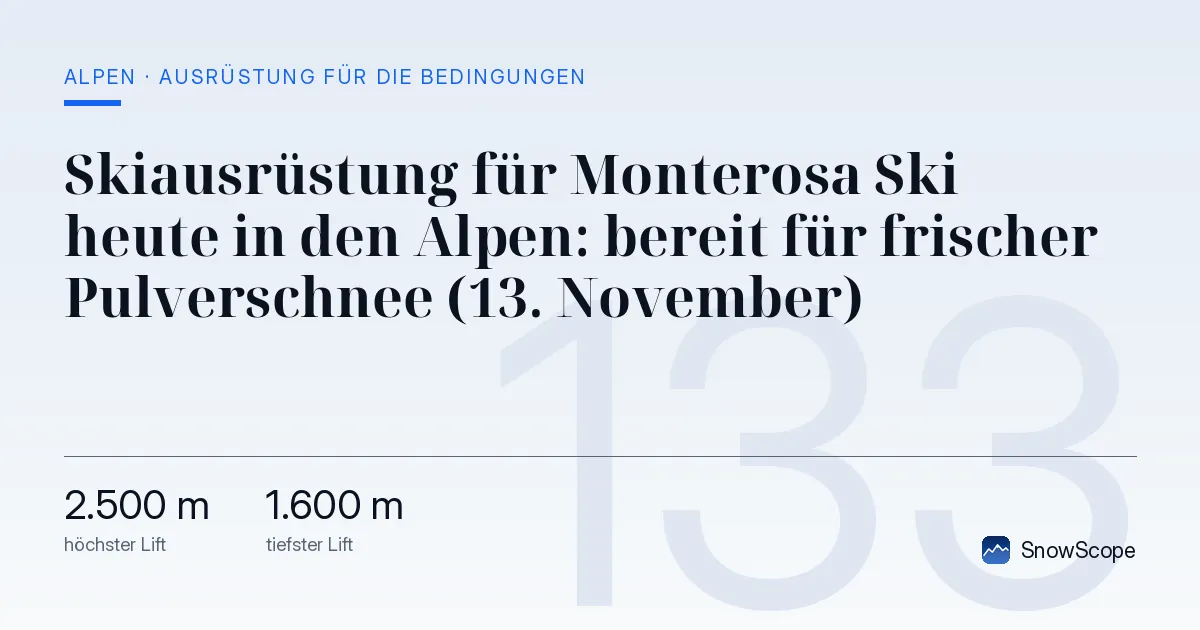 ALPEN · AUSRÜSTUNG FÜR DIE BEDINGUNGEN
Skiausrüstung für Monterosa Ski
heute in den Alpen: bereit für frischer
Pulverschnee (13. November)
133
2.500 m
höchster Lift
1.600 m
tiefster Lift
SnowScope